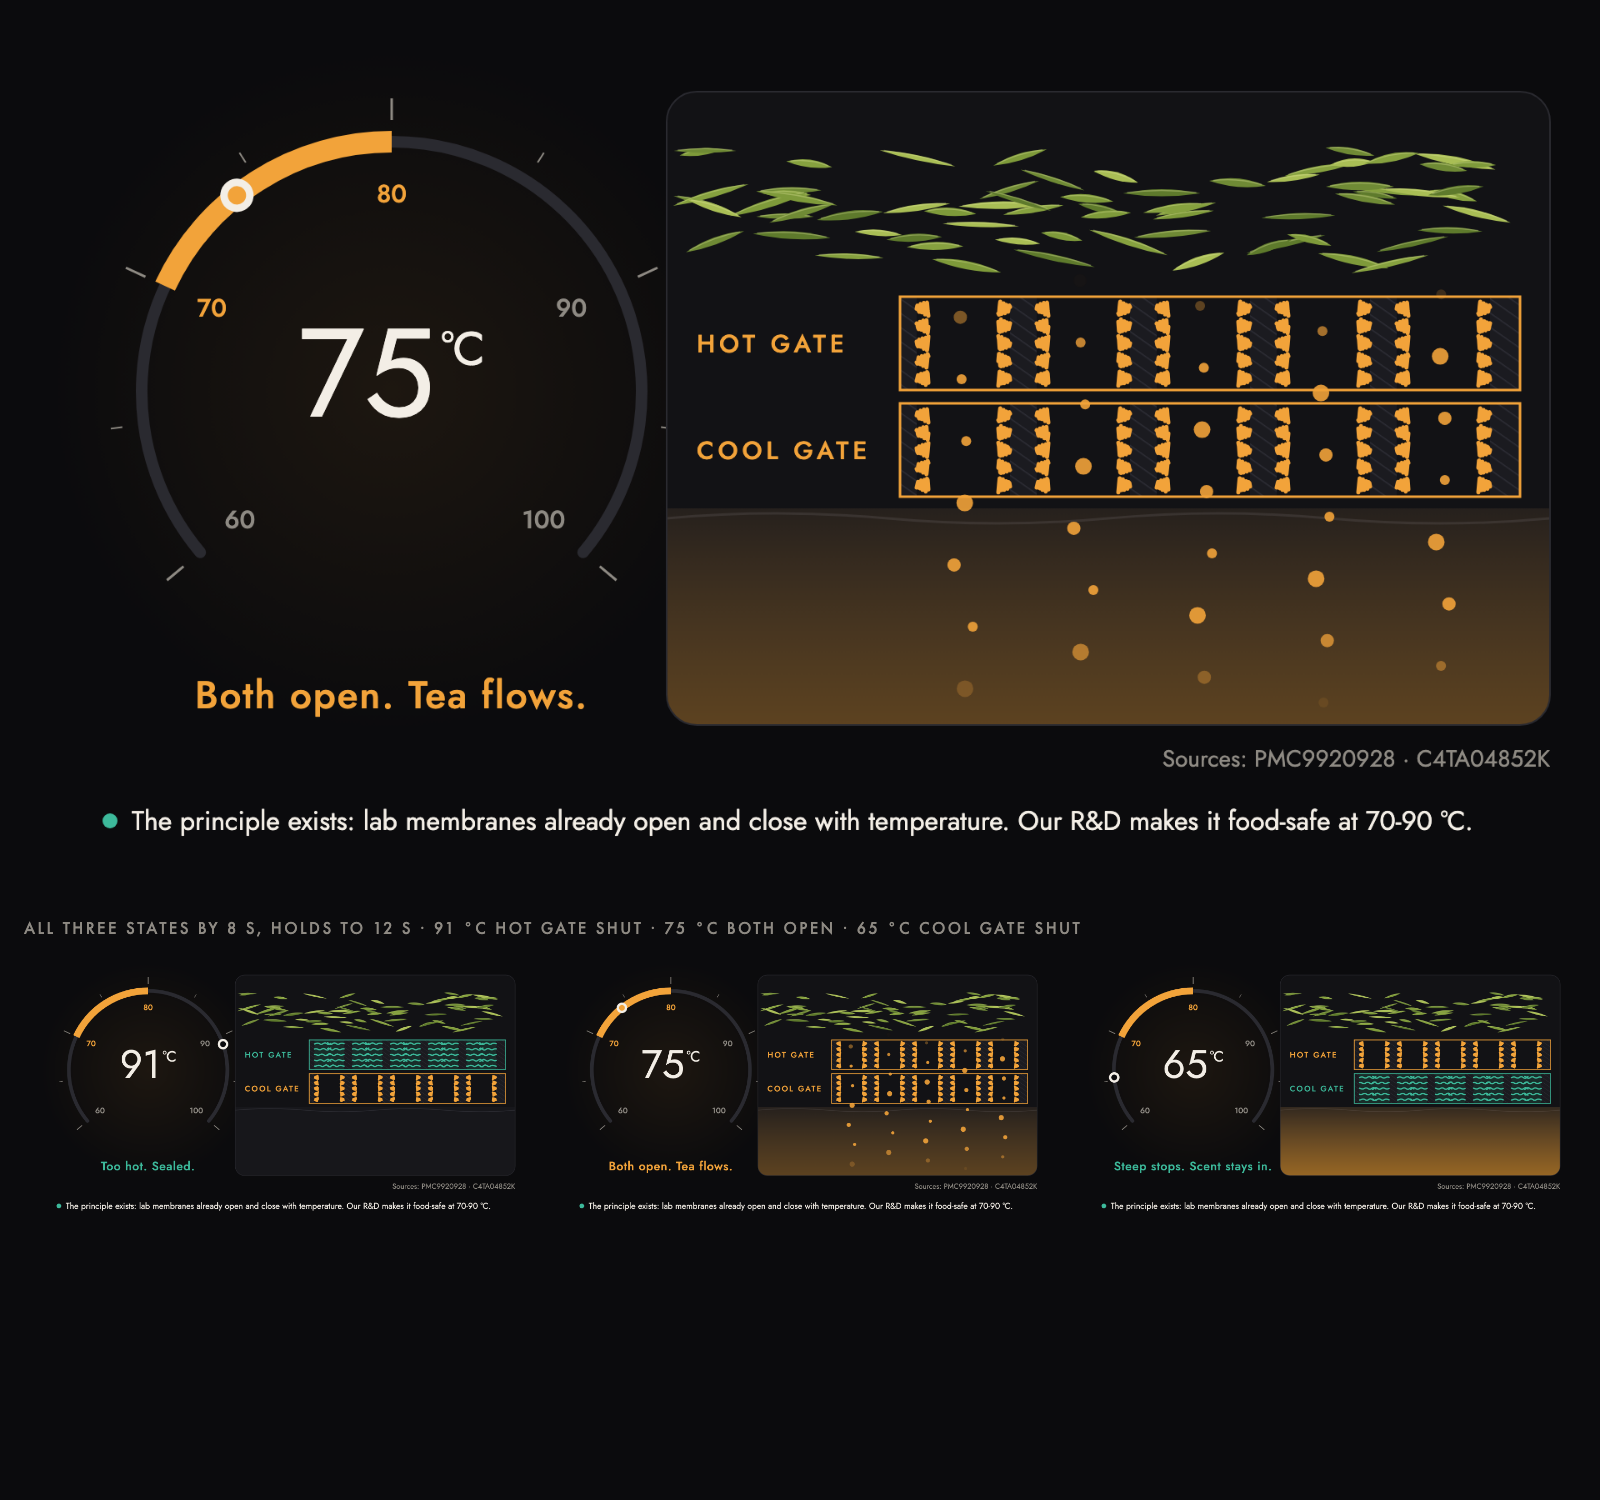 80
70
90
75°C
60
100
Both open. Tea flows.
HOT GATE
COOL GATE
Sources: PMC9920928 · C4TA04852K
The principle exists: lab membranes already open and close with temperature. Our R&D makes it food-safe at 70-90 °C.
ALL THREE STATES BY 8 S, HOLDS TO 12 S · 91 °C HOT GATE SHUT · 75 °C BOTH OPEN · 65 °C COOL GATE SHUT
80
70
90
91°C
60
100
Too hot. Sealed.
HOT GATE
COOL GATE
Sources: PMC9920928 · C4TA04852K
The principle exists: lab membranes already open and close with temperature. Our R&D makes it food-safe at 70-90 °C.
80
70
90
75°C
60
100
Both open. Tea flows.
HOT GATE
COOL GATE
Sources: PMC9920928 · C4TA04852K
The principle exists: lab membranes already open and close with temperature. Our R&D makes it food-safe at 70-90 °C.
80
70
90
65°C
60
100
Steep stops. Scent stays in.
HOT GATE
COOL GATE
Sources: PMC9920928 · C4TA04852K
The principle exists: lab membranes already open and close with temperature. Our R&D makes it food-safe at 70-90 °C.